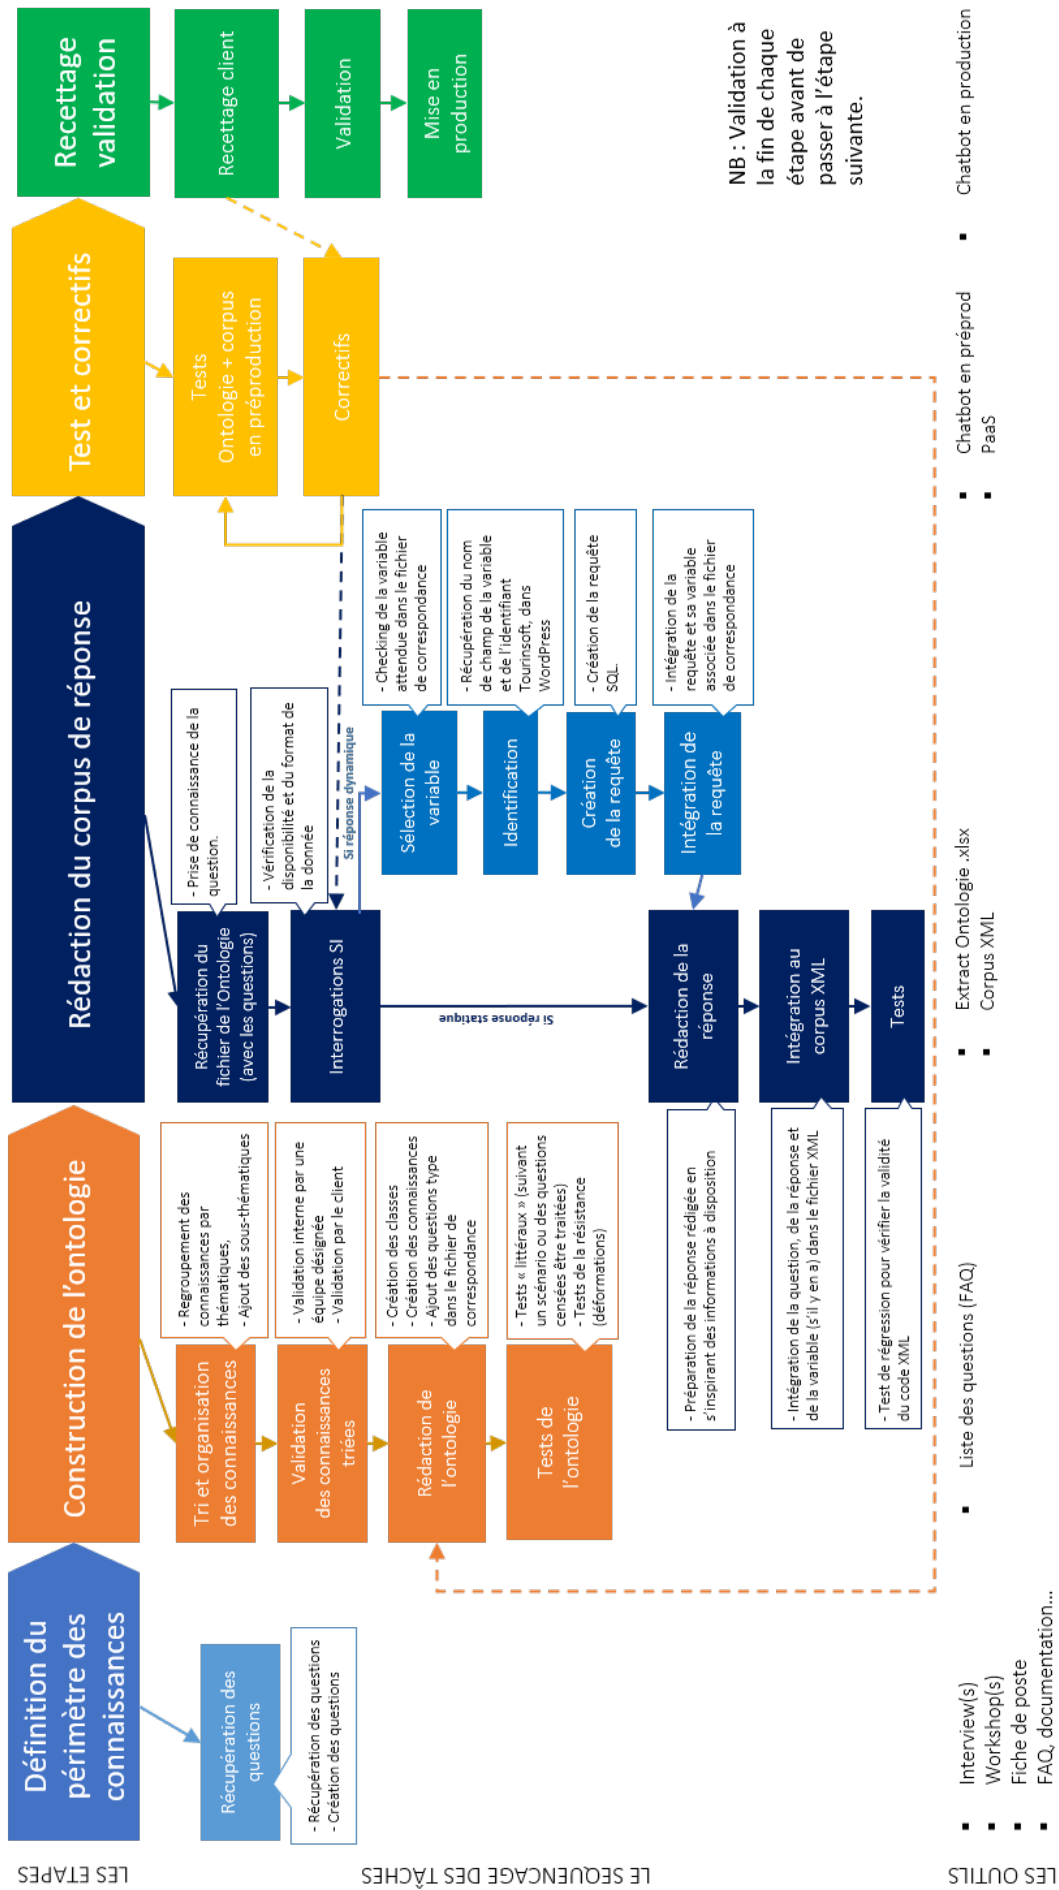 LES ETAPES
Définition du
périmètre des
connaissances
Construction de l'ontologie
Rédaction du corpus de réponse
Test et correctifs
Recettage
validation
LE SEQUENCAGE DES TÂCHES
Récupération des
questions
- Récupération des questions
- Création des questions
Tri et organisation
des connaissances
- Regroupement des
connaissances par
thématiques,
- Ajout des sous-thématiques
Validation
des connaissances
triées
- Validation interne par une
équipe désignée
- Validation par le client
Rédaction de
l'ontologie
- Création des classes
- Création des connaissances
- Ajout des questions type
dans le fichier de
correspondance
Tests de
l'ontologie
- Tests « littéraux » (suivant
un scénario ou des questions
censées être traitées)
- Tests de la résistance
(déformations)
Récupération du
fichier de l'Ontologie
(avec les questions)
- Prise de connaissance de la
question.
Interrogations SI
- Vérification de la
disponibilité et du format de
la donnée
Si réponse dynamique
Si réponse statique
Sélection de la
variable
- Checking de la variable
attendue dans le fichier
de correspondance
Identification
- Récupération du nom
de champ de la variable
et de l'identifiant
Tourinsoft, dans
WordPress
Création
de la requête
- Création de la requête
SQL.
Intégration de
la requête
- Intégration de la
requête et sa variable
associée dans le fichier
de correspondance
Rédaction de la
réponse
- Préparation de la réponse rédigée en
s'inspirant des informations à disposition
Intégration au
corpus XML
- Intégration de la question, de la réponse et
de la variable (s'il y en a) dans le fichier XML
Tests
- Test de régression pour vérifier la validité
du code XML
Tests
Ontologie + corpus
en préproduction
Correctifs
Recettage client
Validation
Mise en
production
NB : Validation à
la fin de chaque
étape avant de
passer à l'étape
suivante.
LES OUTILS
▪ Interview(s)
▪ Workshop(s)
▪ Fiche de poste
▪ FAQ, documentation...
▪ Liste des questions (FAQ)
▪ Extract Ontologie .xlsx
▪ Corpus XML
▪ Chatbot en préprod
▪ PaaS
▪ Chatbot en production